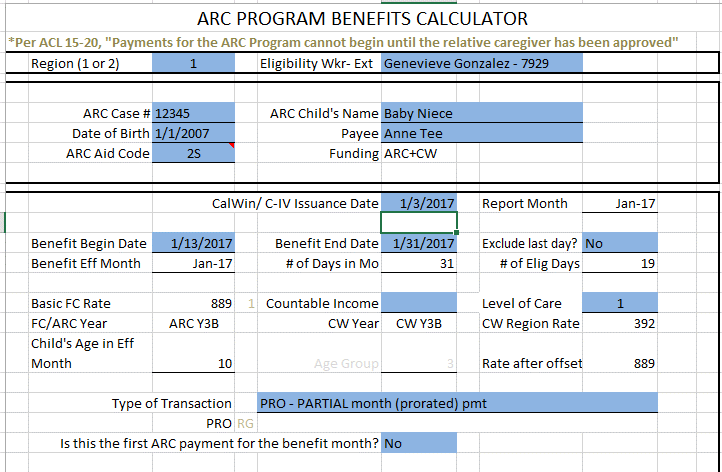 ARC PROGRAM BENEFITS CALCULATOR
*Per ACL 15-20, "Payments for the ARC Program cannot begin until the relative caregiver has been approved"
Region (1 or 2) 1 Eligibility Wkr- Ext Genevieve Gonzalez - 7929
ARC Case # 12345 ARC Child's Name Baby Niece
Date of Birth 1/1/2007 Payee Anne Tee
ARC Aid Code 2S Funding ARC+CW
CalWin/ C-IV Issuance Date 1/3/2017 Report Month Jan-17
Benefit Begin Date 1/13/2017 Benefit End Date 1/31/2017 Exclude last day? No
Benefit Eff Month Jan-17 # of Days in Mo 31 # of Elig Days 19
Basic FC Rate 889 1 Countable Income Level of Care 1
FC/ARC Year ARC Y3B CW Year CW Y3B CW Region Rate 392
Child's Age in Eff
Month 10 Age Group 3 Rate after offset 889
Type of Transaction PRO - PARTIAL month (prorated) pmt
PRO RG
Is this the first ARC payment for the benefit month? No